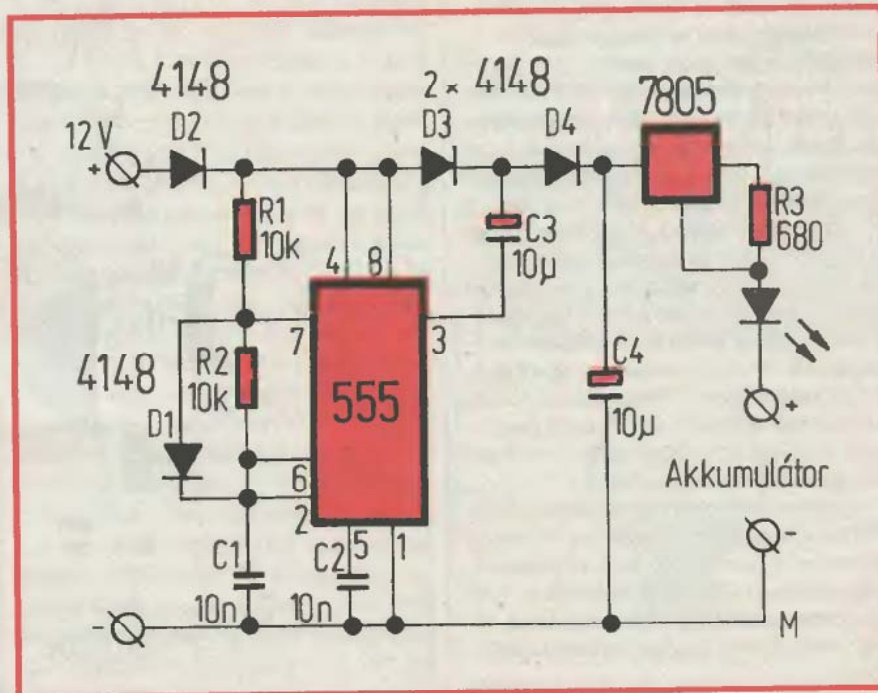 4148
D2
2 × 4148
D3
D4
7805
12 V
+
R1
10k
4
8
C3
10µ
R3
680
7
3
4148
R2
10k
D1
555
C4
10µ
+
6
2
Akkumulátor
C1
10n
C2
10n
5
1
-
-
M